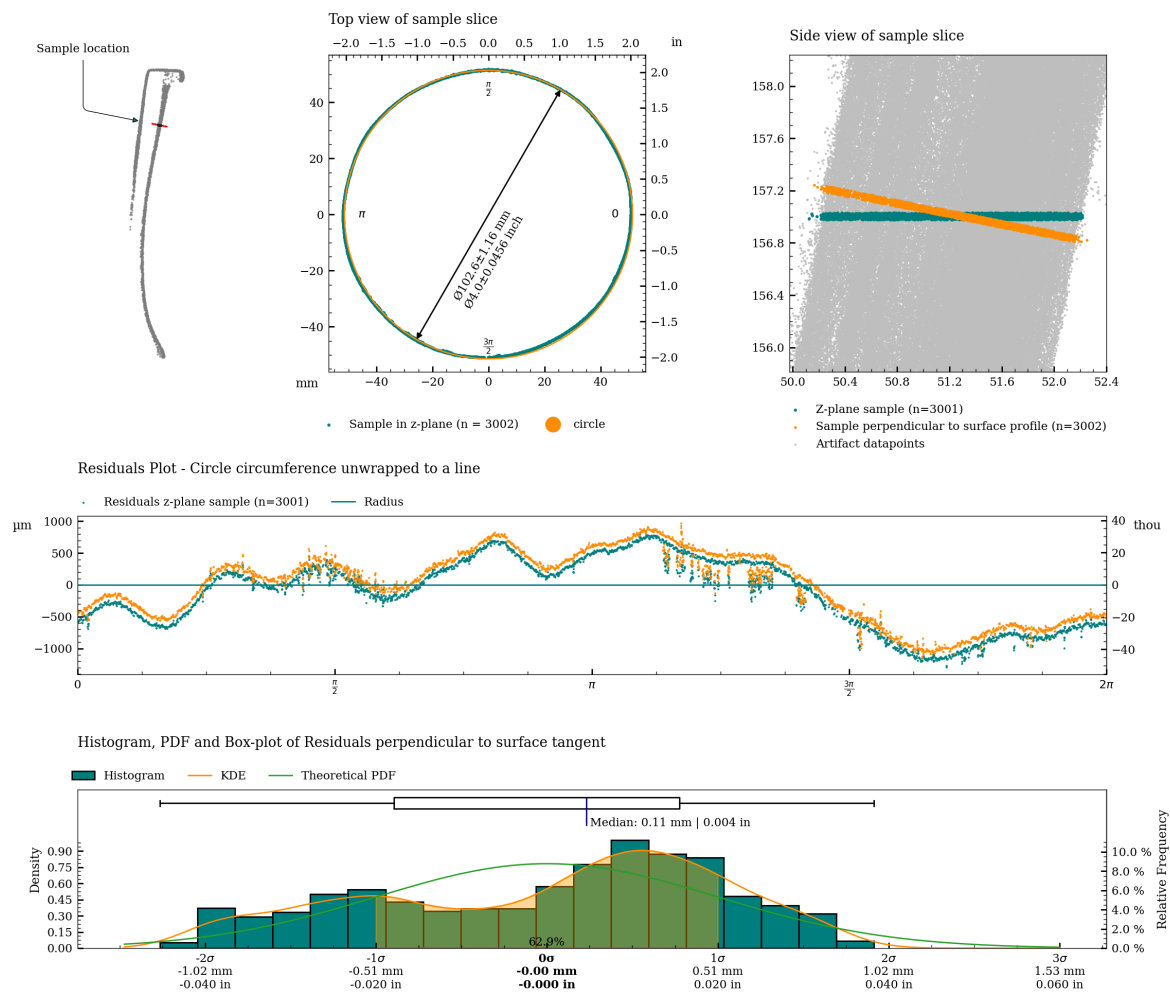 Sample location
Top view of sample slice
−2.0 −1.5 −1.0 −0.5 0.0 0.5 1.0 1.5 2.0 in
π/2
π
0
3π/2
Ø102.6±1.16 mm
Ø4.0±0.0456 inch
40
20
0
−20
−40
2.0
1.5
1.0
0.5
0.0
−0.5
−1.0
−1.5
−2.0
mm −40 −20 0 20 40
Sample in z-plane (n = 3002) circle
Side view of sample slice
158.0
157.6
157.2
156.8
156.4
156.0
50.0 50.4 50.8 51.2 51.6 52.0 52.4
Z-plane sample (n=3001)
Sample perpendicular to surface profile (n=3002)
Artifact datapoints
Residuals Plot - Circle circumference unwrapped to a line
Residuals z-plane sample (n=3001) Radius
µm
1000
500
0
−500
−1000
thou
40
20
0
−20
−40
0 π/2 π 3π/2 2π
Histogram, PDF and Box-plot of Residuals perpendicular to surface tangent
Histogram KDE Theoretical PDF
Median: 0.11 mm | 0.004 in
Density
0.90
0.75
0.60
0.45
0.30
0.15
0.00
Relative Frequency
10.0 %
8.0 %
6.0 %
4.0 %
2.0 %
0.0 %
62.9%
-2σ -1σ 0σ 1σ 2σ 3σ
-1.02 mm -0.51 mm -0.00 mm 0.51 mm 1.02 mm 1.53 mm
-0.040 in -0.020 in -0.000 in 0.020 in 0.040 in 0.060 in